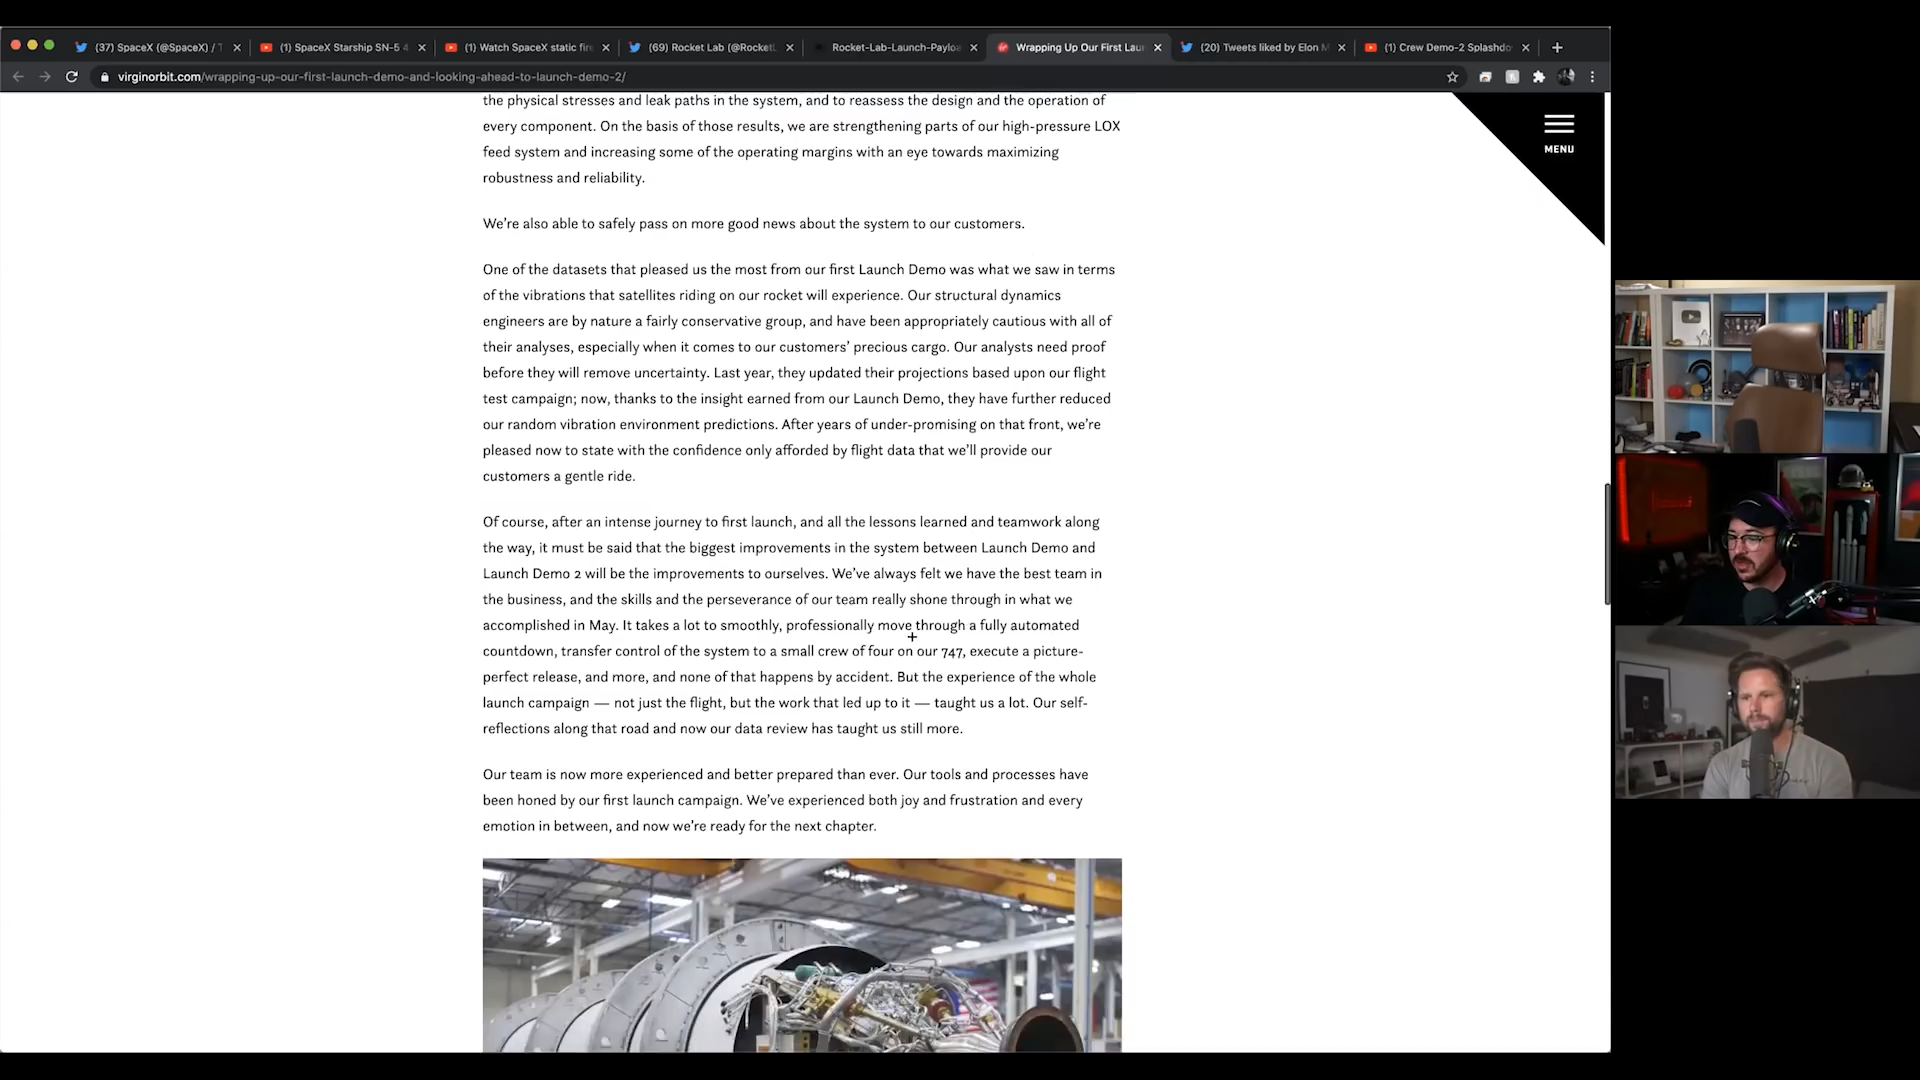 (37) SpaceX (@SpaceX) / T
(1) SpaceX Starship SN-5 4
(1) Watch SpaceX static fire
(69) Rocket Lab (@RocketL
Rocket-Lab-Launch-Paylo
Wrapping Up Our First Laun
(20) Tweets liked by Elon M
(1) Crew Demo-2 Splashdo
virginorbit.com/wrapping-up-our-first-launch-demo-and-looking-ahead-to-launch-demo-2/
MENU
the physical stresses and leak paths in the system, and to reassess the design and the operation of
every component. On the basis of those results, we are strengthening parts of our high-pressure LOX
feed system and increasing some of the operating margins with an eye towards maximizing
robustness and reliability.
We're also able to safely pass on more good news about the system to our customers.
One of the datasets that pleased us the most from our first Launch Demo was what we saw in terms
of the vibrations that satellites riding on our rocket will experience. Our structural dynamics
engineers are by nature a fairly conservative group, and have been appropriately cautious with all of
their analyses, especially when it comes to our customers' precious cargo. Our analysts need proof
before they will remove uncertainty. Last year, they updated their projections based upon our flight
test campaign; now, thanks to the insight earned from our Launch Demo, they have further reduced
our random vibration environment predictions. After years of under-promising on that front, we're
pleased now to state with the confidence only afforded by flight data that we'll provide our
customers a gentle ride.
Of course, after an intense journey to first launch, and all the lessons learned and teamwork along
the way, it must be said that the biggest improvements in the system between Launch Demo and
Launch Demo 2 will be the improvements to ourselves. We've always felt we have the best team in
the business, and the skills and the perseverance of our team really shone through in what we
accomplished in May. It takes a lot to smoothly, professionally move through a fully automated
countdown, transfer control of the system to a small crew of four on our 747, execute a picture-
perfect release, and more, and none of that happens by accident. But the experience of the whole
launch campaign — not just the flight, but the work that led up to it — taught us a lot. Our self-
reflections along that road and now our data review has taught us still more.
Our team is now more experienced and better prepared than ever. Our tools and processes have
been honed by our first launch campaign. We've experienced both joy and frustration and every
emotion in between, and now we're ready for the next chapter.